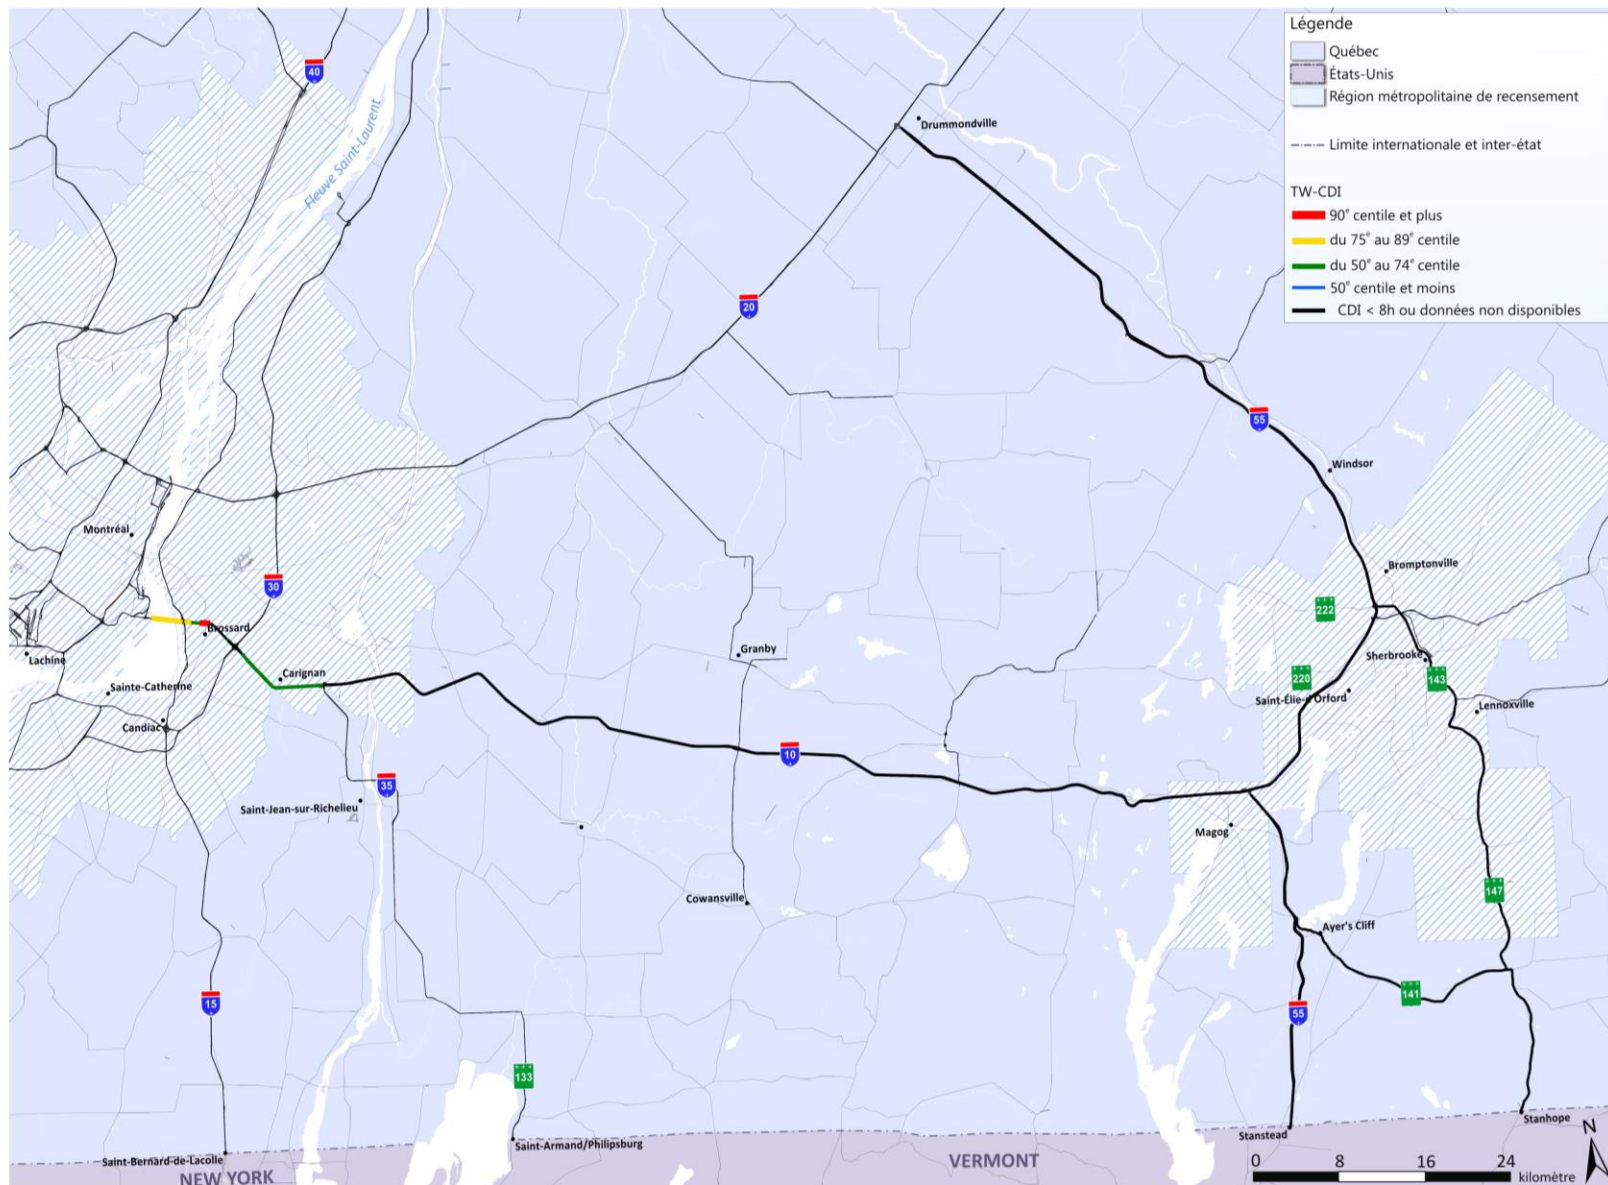 Légende
Québec
États-Unis
Région métropolitaine de recensement
Limite internationale et inter-état
TW-CDI
90e centile et plus
du 75e au 89e centile
du 50e au 74e centile
50e centile et moins
CDI < 8h ou données non disponibles
40
Fleuve Saint-Laurent
Drummondville
20
55
Windsor
Montréal
Bromptonville
30
222
Brossard
Lachine
Granby
Sherbrooke
Carignan
220
143
Sainte-Catherine
Saint-Élie-d'Orford
Lennoxville
Candiac
10
35
Saint-Jean-sur-Richelieu
Magog
147
Cowansville
Ayer's Cliff
141
15
55
133
Stanhope
Stanstead
Saint-Armand/Philipsburg
Saint-Bernard-de-Lacolle
NEW YORK
VERMONT
N
0 8 16 24
kilomètre